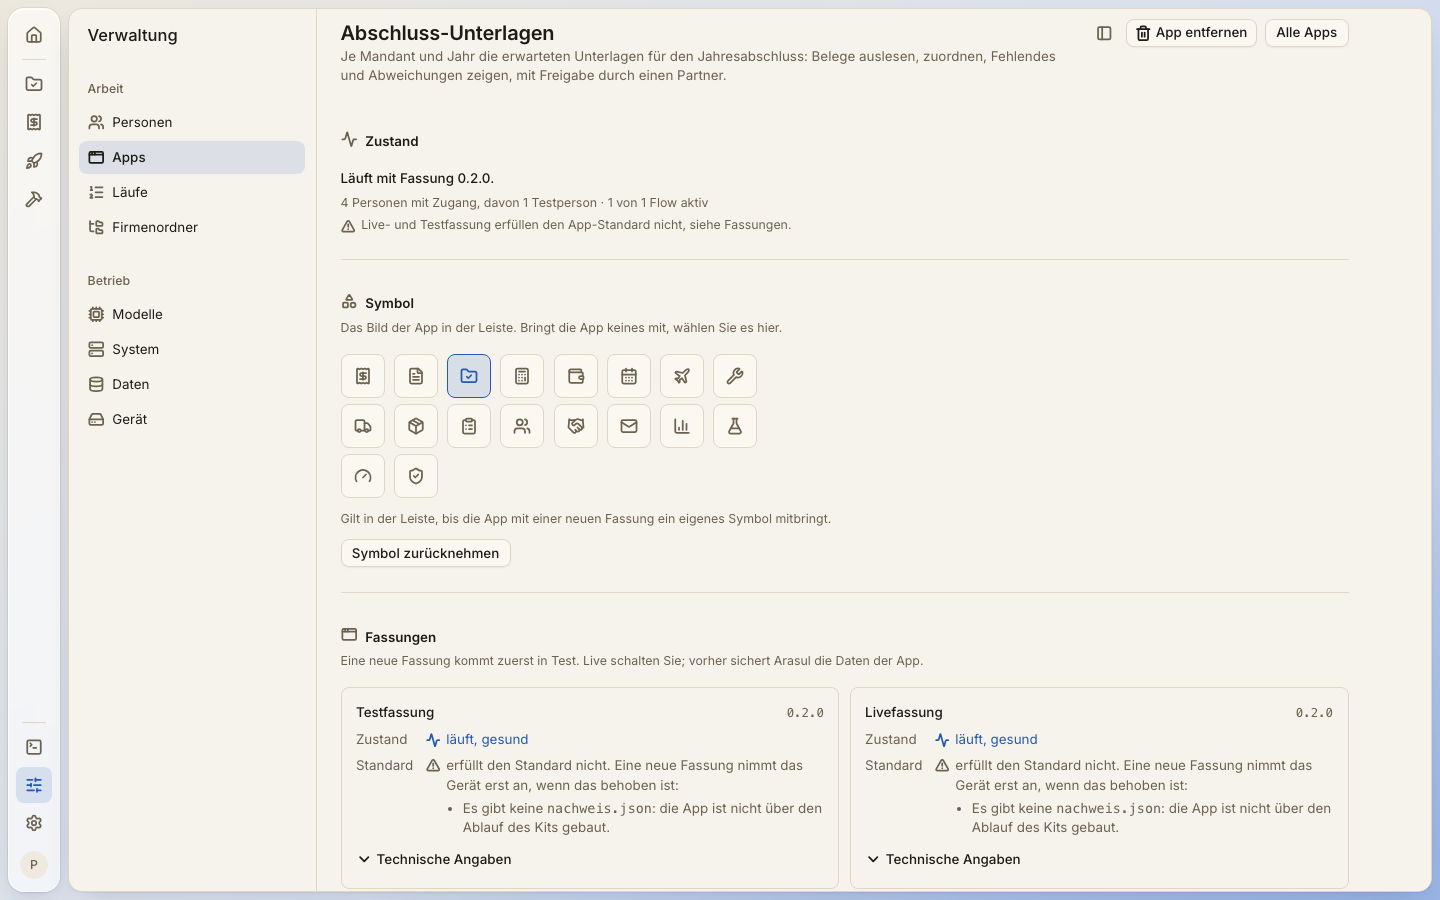 Verwaltung
Arbeit
Personen
Apps
Läufe
Firmenordner
Betrieb
Modelle
System
Daten
Gerät
P
Abschluss-Unterlagen
App entfernen
Alle Apps
Je Mandant und Jahr die erwarteten Unterlagen für den Jahresabschluss: Belege auslesen, zuordnen, Fehlendes
und Abweichungen zeigen, mit Freigabe durch einen Partner.
Zustand
Läuft mit Fassung 0.2.0.
4 Personen mit Zugang, davon 1 Testperson · 1 von 1 Flow aktiv
Live- und Testfassung erfüllen den App-Standard nicht, siehe Fassungen.
Symbol
Das Bild der App in der Leiste. Bringt die App keines mit, wählen Sie es hier.
Gilt in der Leiste, bis die App mit einer neuen Fassung ein eigenes Symbol mitbringt.
Symbol zurücknehmen
Fassungen
Eine neue Fassung kommt zuerst in Test. Live schalten Sie; vorher sichert Arasul die Daten der App.
Testfassung 0.2.0
Zustand läuft, gesund
Standard erfüllt den Standard nicht. Eine neue Fassung nimmt das
Gerät erst an, wenn das behoben ist:
• Es gibt keine nachweis.json: die App ist nicht über den
Ablauf des Kits gebaut.
Technische Angaben
Livefassung 0.2.0
Zustand läuft, gesund
Standard erfüllt den Standard nicht. Eine neue Fassung nimmt das
Gerät erst an, wenn das behoben ist:
• Es gibt keine nachweis.json: die App ist nicht über den
Ablauf des Kits gebaut.
Technische Angaben